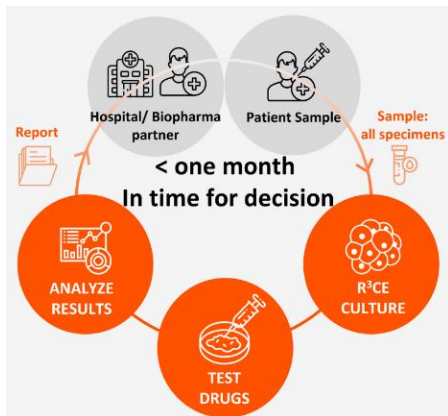 Hospital/ Biopharma
partner
Patient Sample
Report
Sample:
all specimens
< one month
In time for decision
ANALYZE
RESULTS
R³CE
CULTURE
TEST
DRUGS